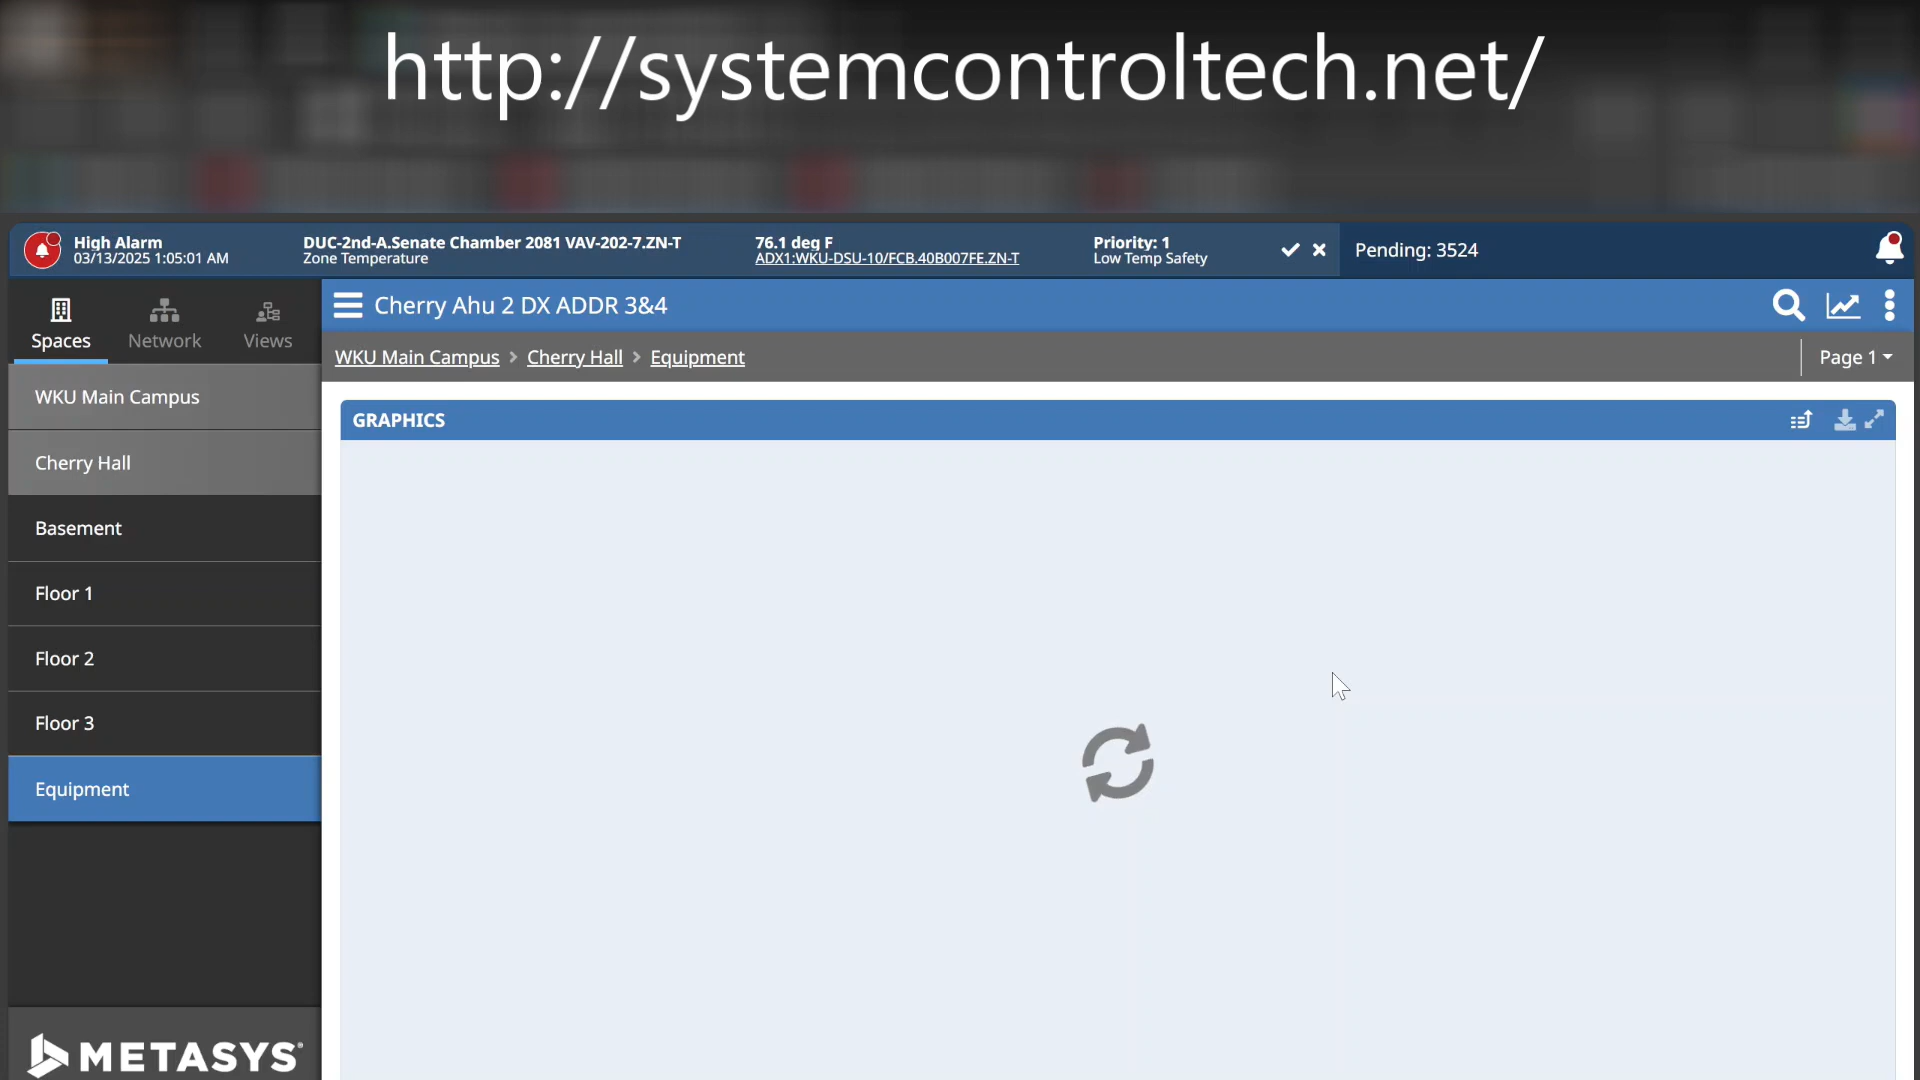 http://systemcontroltech.net/
High Alarm
03/13/2025 1:05:01 AM
DUC-2nd-A.Senate Chamber 2081 VAV-202-7.ZN-T
Zone Temperature
76.1 deg F
ADX1:WKU-DSU-10/FCB.40B007FE.ZN-T
Priority: 1
Low Temp Safety
Pending: 3524
Spaces
Network
Views
Cherry Ahu 2 DX ADDR 3&4
WKU Main Campus > Cherry Hall > Equipment
Page 1
WKU Main Campus
Cherry Hall
Basement
Floor 1
Floor 2
Floor 3
Equipment
GRAPHICS
METASYS®